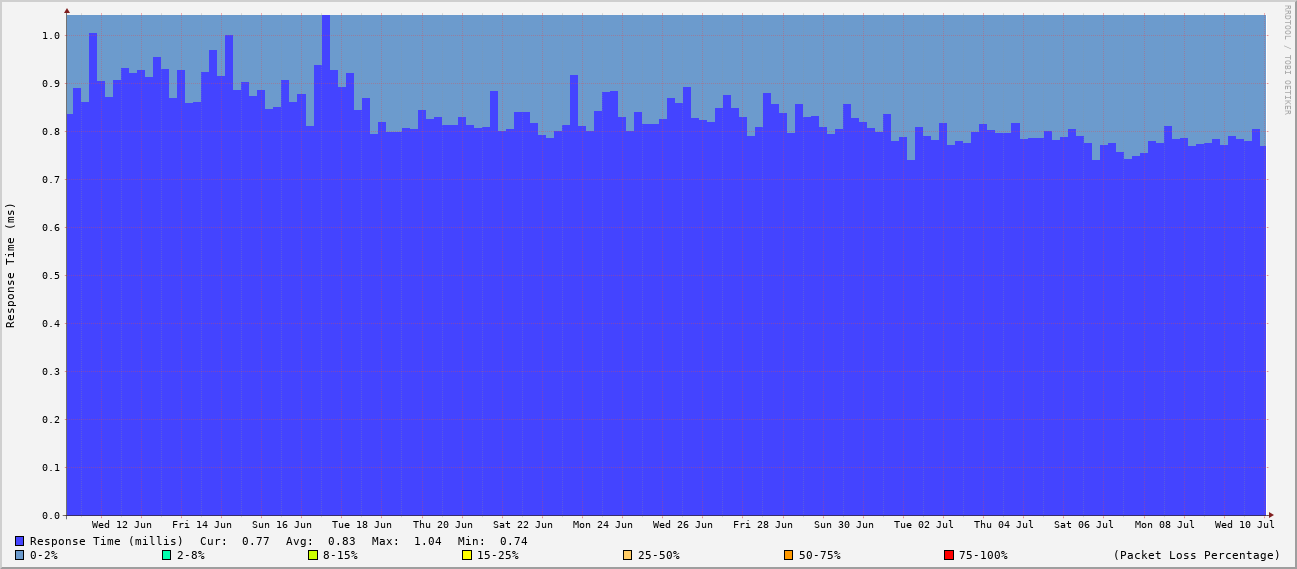 RRDTOOL / TOBI OETIKER
Response Time (ms)
1.0
0.9
0.8
0.7
0.6
0.5
0.4
0.3
0.2
0.1
0.0
Wed 12 Jun Fri 14 Jun Sun 16 Jun Tue 18 Jun Thu 20 Jun Sat 22 Jun Mon 24 Jun Wed 26 Jun Fri 28 Jun Sun 30 Jun Tue 02 Jul Thu 04 Jul Sat 06 Jul Mon 08 Jul Wed 10 Jul
Response Time (millis) Cur: 0.77 Avg: 0.83 Max: 1.04 Min: 0.74
0-2% 2-8% 8-15% 15-25% 25-50% 50-75% 75-100% (Packet Loss Percentage)